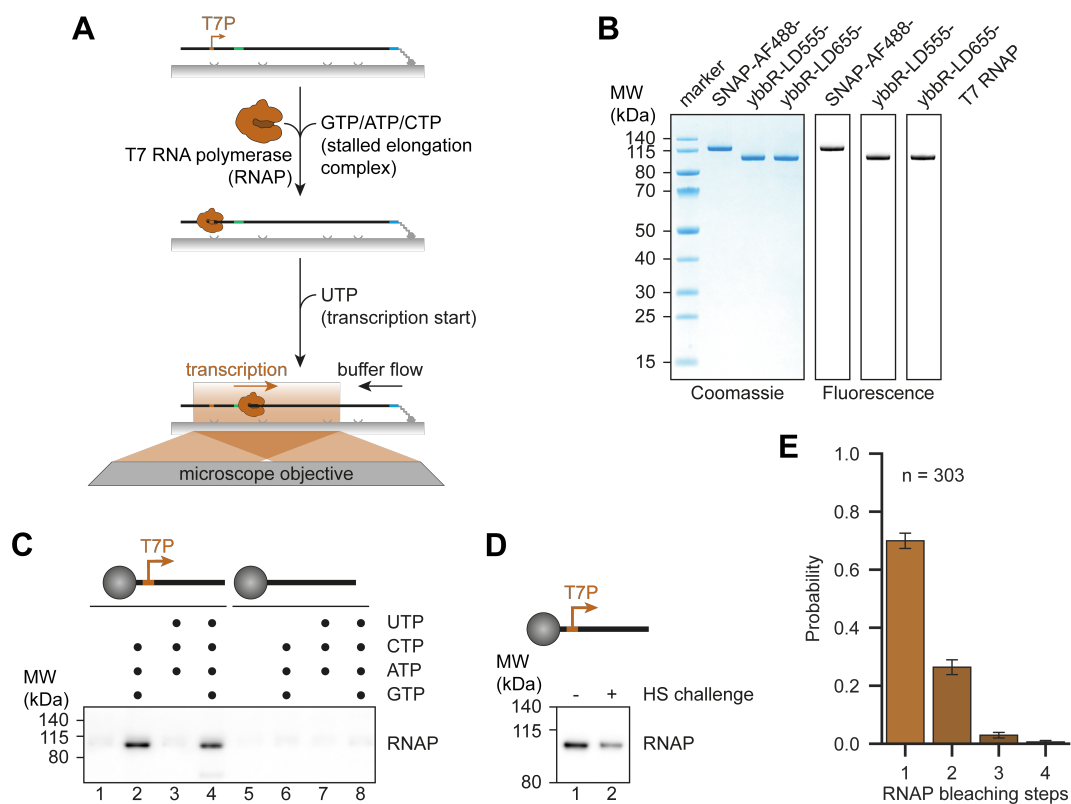 A
T7P
T7 RNA polymerase
(RNAP)
GTP/ATP/CTP
(stalled elongation
complex)
UTP
(transcription start)
transcription
buffer flow
microscope objective
B
MW
(kDa)
marker
SNAP-AF488-
ybbR-LD555-
ybbR-LD655-
SNAP-AF488-
ybbR-LD555-
ybbR-LD655-
T7 RNAP
140
115
80
70
50
40
30
25
15
Coomassie
Fluorescence
C
T7P
UTP
CTP
ATP
GTP
MW
(kDa)
140
115
80
RNAP
1 2 3 4 5 6 7 8
D
T7P
MW
(kDa)
- + HS challenge
140
115
80
RNAP
1 2
E
n = 303
Probability
1.0
0.8
0.6
0.4
0.2
0.0
1 2 3 4
RNAP bleaching steps